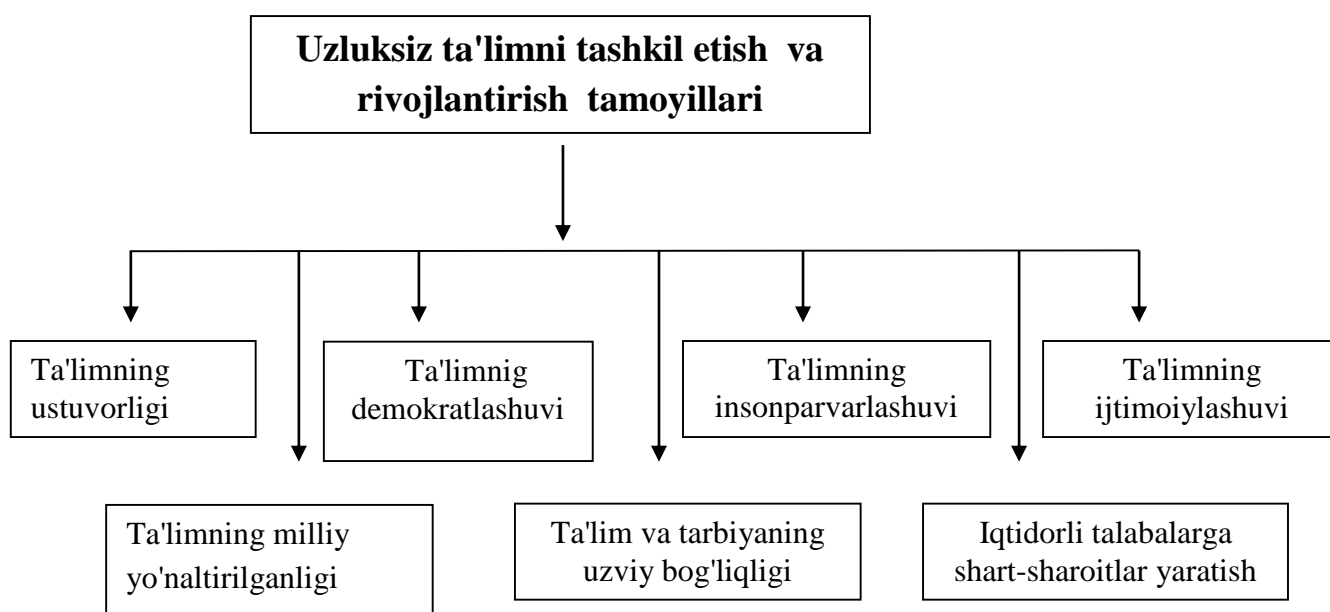 Uzluksiz ta'limni tashkil etish va
rivojlantirish tamoyillari
Ta'limning
ustuvorligi
Ta'limnig
demokratlashuvi
Ta'limning
insonparvarlashuvi
Ta'limning
ijtimoiylashuvi
Ta'limning milliy
yo'naltirilganligi
Ta'lim va tarbiyaning
uzviy bog'liqligi
Iqtidorli talabalarga
shart-sharoitlar yaratish